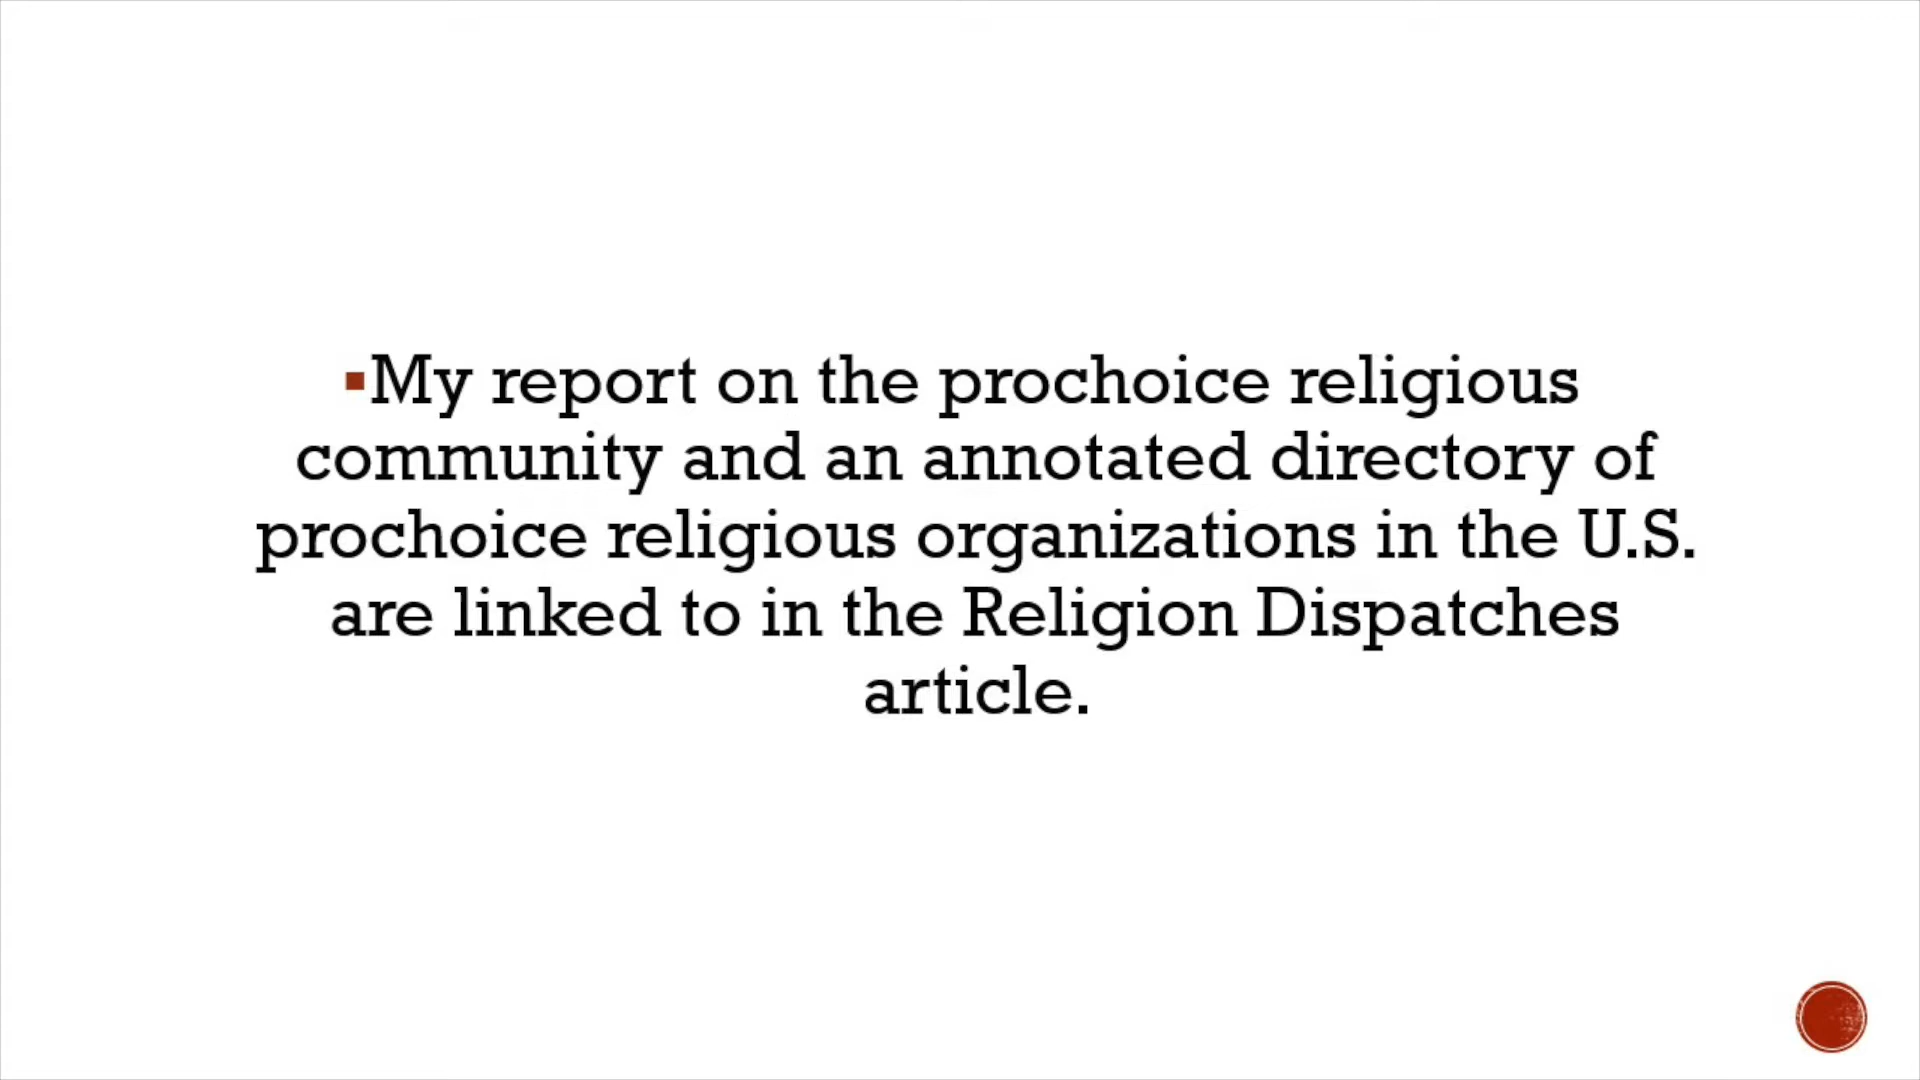 ▪My report on the prochoice religious
community and an annotated directory of
prochoice religious organizations in the U.S.
are linked to in the Religion Dispatches
article.